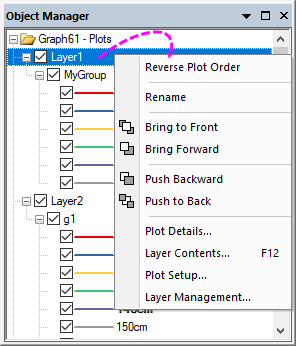 Object Manager
Graph61 - Plots
Layer1
Reverse Plot Order
MyGroup
Rename
Bring to Front
Bring Forward
Push Backward
Push to Back
Layer2
g1
Plot Details...
Layer Contents... F12
Plot Setup...
Layer Management...
150cm